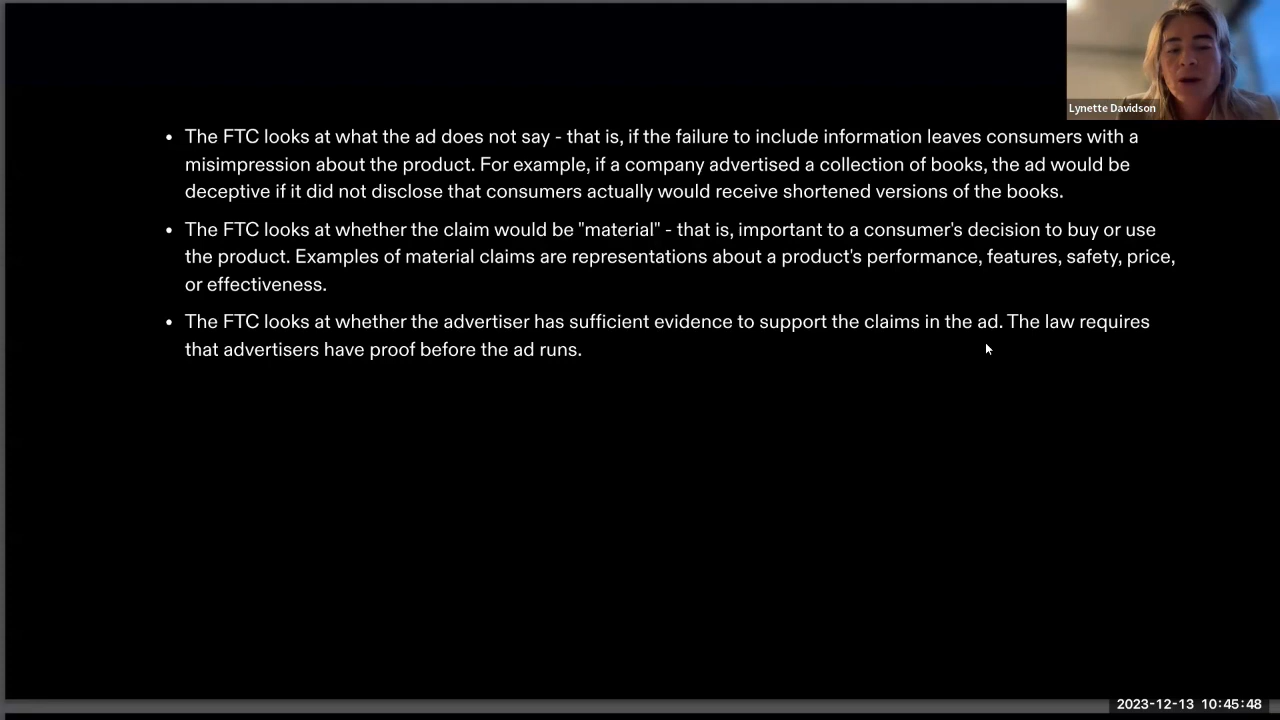 Lynette Davidson
• The FTC looks at what the ad does not say - that is, if the failure to include information leaves consumers with a
misimpression about the product. For example, if a company advertised a collection of books, the ad would be
deceptive if it did not disclose that consumers actually would receive shortened versions of the books.
• The FTC looks at whether the claim would be "material" - that is, important to a consumer's decision to buy or use
the product. Examples of material claims are representations about a product's performance, features, safety, price,
or effectiveness.
• The FTC looks at whether the advertiser has sufficient evidence to support the claims in the ad. The law requires
that advertisers have proof before the ad runs.
2023-12-13 10:45:48